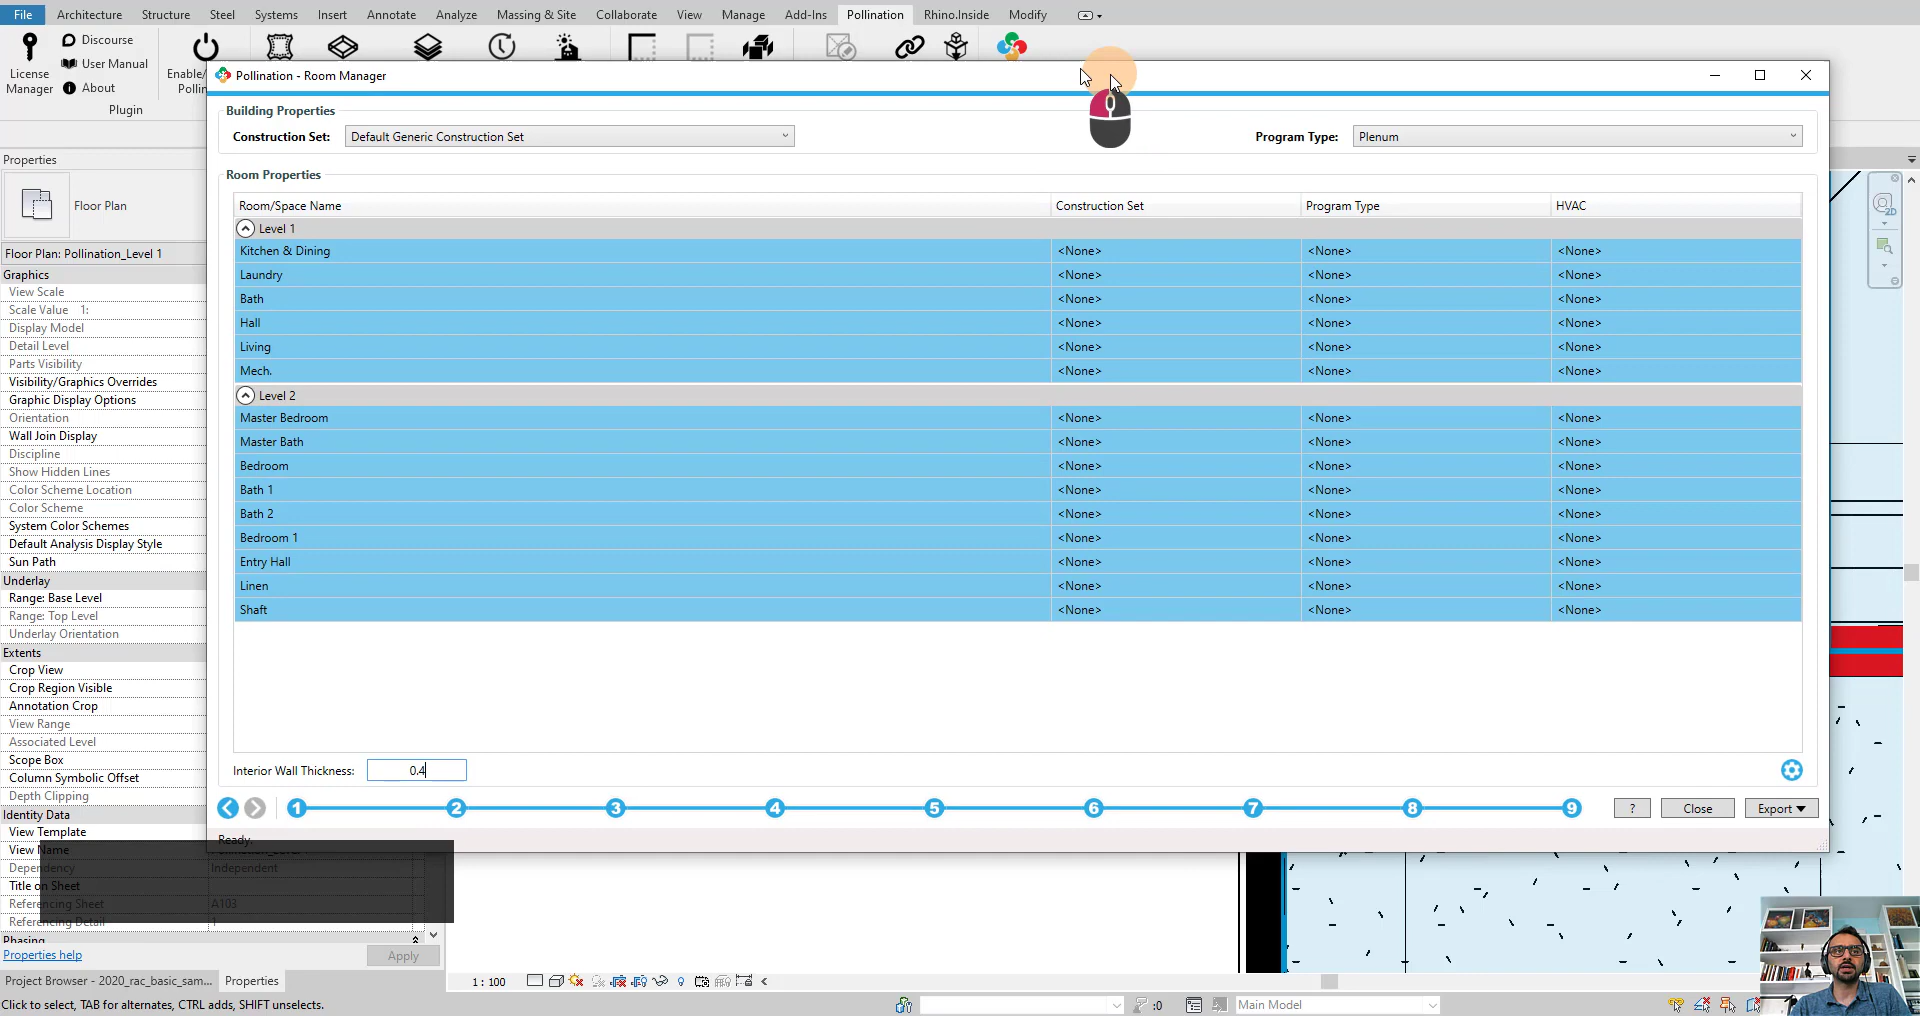 File Architecture Structure Steel Systems Insert Annotate Analyze Massing & Site Collaborate View Manage Add-Ins Pollination Rhino.Inside Modify
License Manager
Discourse
User Manual
About
Enable/
Pollin
Plugin
Pollination - Room Manager
Building Properties
Construction Set: Default Generic Construction Set Program Type: Plenum
Room Properties
Room/Space Name Construction Set Program Type HVAC
Level 1
Kitchen & Dining <None> <None> <None>
Laundry <None> <None> <None>
Bath <None> <None> <None>
Hall <None> <None> <None>
Living <None> <None> <None>
Mech. <None> <None> <None>
Level 2
Master Bedroom <None> <None> <None>
Master Bath <None> <None> <None>
Bedroom <None> <None> <None>
Bath 1 <None> <None> <None>
Bath 2 <None> <None> <None>
Bedroom 1 <None> <None> <None>
Entry Hall <None> <None> <None>
Linen <None> <None> <None>
Shaft <None> <None> <None>
Interior Wall Thickness: 0.4
1 2 3 4 5 6 7 8 9 ? Close Export
Ready.
Properties
Floor Plan
Floor Plan: Pollination_Level 1
Graphics
View Scale
Scale Value 1:
Display Model
Detail Level
Parts Visibility
Visibility/Graphics Overrides
Graphic Display Options
Orientation
Wall Join Display
Discipline
Show Hidden Lines
Color Scheme Location
Color Scheme
System Color Schemes
Default Analysis Display Style
Sun Path
Underlay
Range: Base Level
Range: Top Level
Underlay Orientation
Extents
Crop View
Crop Region Visible
Annotation Crop
View Range
Associated Level
Scope Box
Column Symbolic Offset
Depth Clipping
Identity Data
View Template
View Name
Dependency Independent
Title on Sheet
Referencing Sheet A103
Referencing Detail 1
Phasing
Properties help Apply
Project Browser - 2020_rac_basic_sam... Properties
1 : 100
Click to select, TAB for alternates, CTRL adds, SHIFT unselects.
:0
Main Model
2D